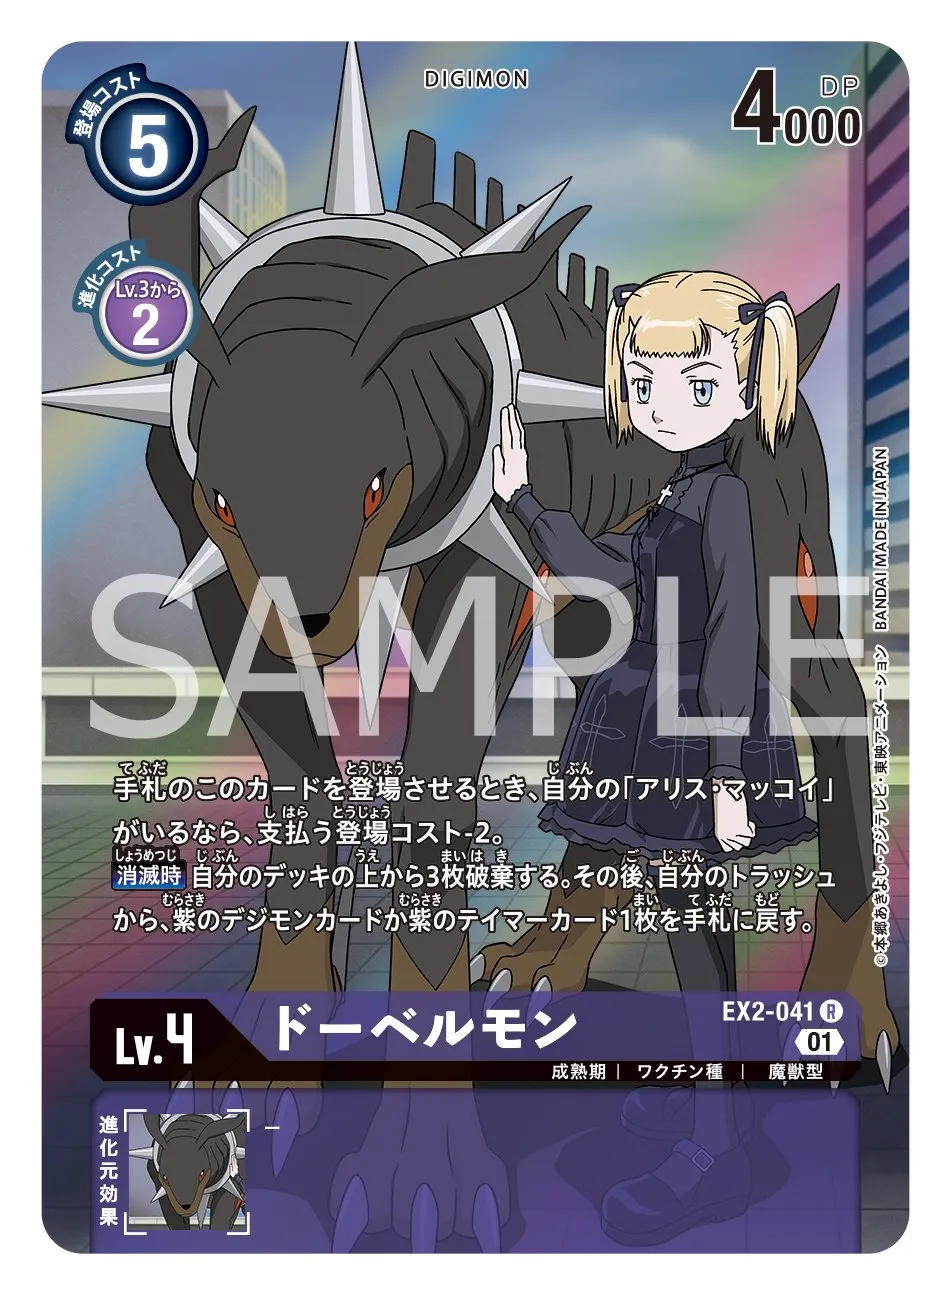 DIGIMON
登場コスト
5
DP
4000
進化コスト
Lv.3から
2
SAMPLE
手札のこのカードを登場させるとき、自分の「アリス・マッコイ」
がいるなら、支払う登場コスト-2。
消滅時 自分のデッキの上から3枚破棄する。その後、自分のトラッシュ
から、紫のデジモンカードか紫のテイマーカード1枚を手札に戻す。
©本郷あきよし・フジテレビ・東映アニメーション BANDAI MADE IN JAPAN
Lv.4
ドーベルモン
EX2-041 R
01
成熟期 | ワクチン種 | 魔獣型
進化元効果
–